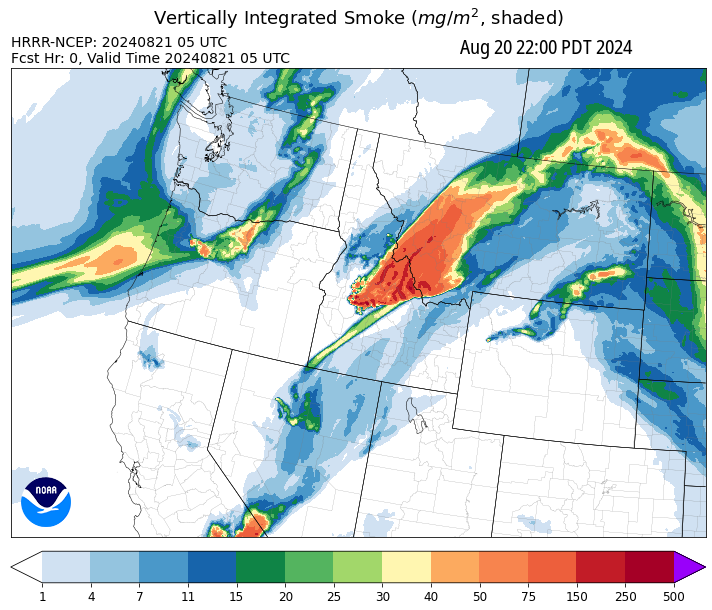 Vertically Integrated Smoke (mg/m², shaded)
HRRR-NCEP: 20240821 05 UTC
Aug 20 22:00 PDT 2024
Fcst Hr: 0, Valid Time 20240821 05 UTC
NOAA
1 4 7 11 15 20 25 30 40 50 75 150 250 500